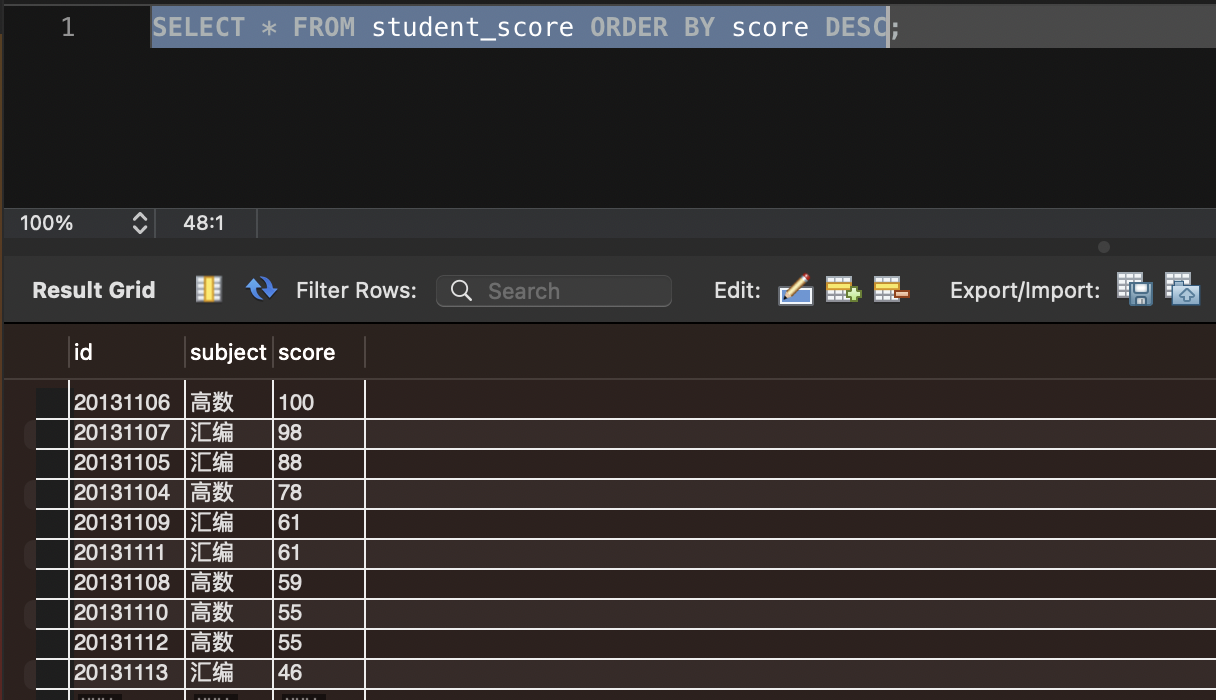 1 SELECT * FROM student_score ORDER BY score DESC;
100% 48:1
Result Grid Filter Rows: Search Edit: Export/Import:
id subject score
20131106 高数 100
20131107 汇编 98
20131105 汇编 88
20131104 高数 78
20131109 汇编 61
20131111 汇编 61
20131108 高数 59
20131110 高数 55
20131112 高数 55
20131113 汇编 46